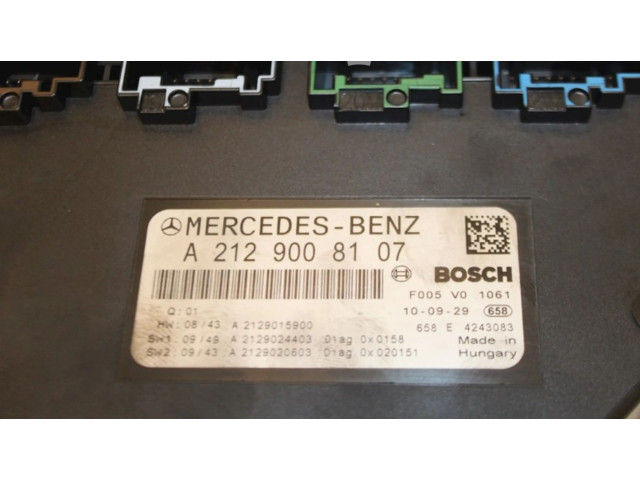 MERCEDES-BENZ
A 212 900 81 07
BOSCH
F005 V0 1061
Q: 01
10-09-29 658
HW: 08/43 A 2129015900
658 E 4243083
SW1: 09/49 A 2129024403 Diag 0x0158
Made in
SW2: 09/43 A 2129020603 Diag 0x020151
Hungary